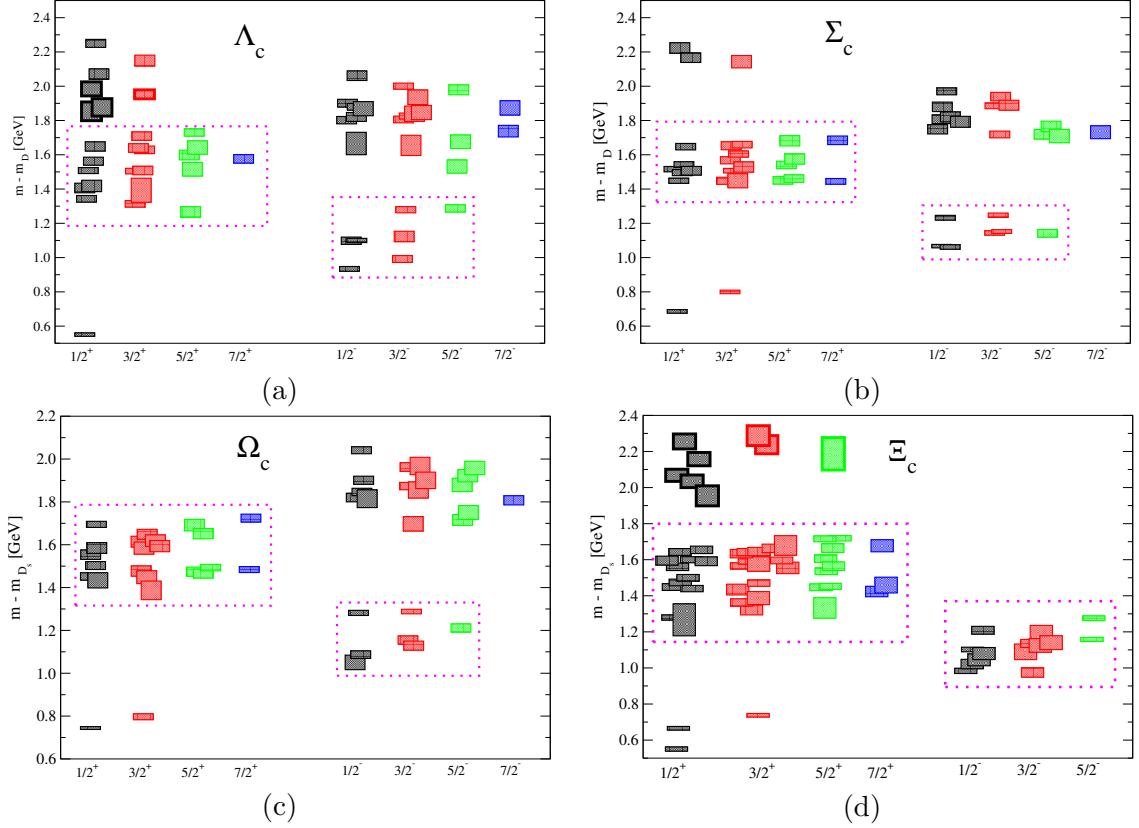 Λc
m - mD [GeV]
2.4
2.2
2.0
1.8
1.6
1.4
1.2
1.0
0.8
0.6
1/2+ 3/2+ 5/2+ 7/2+ 1/2- 3/2- 5/2- 7/2-
(a)
Σc
m - mD [GeV]
2.4
2.2
2.0
1.8
1.6
1.4
1.2
1.0
0.8
0.6
1/2+ 3/2+ 5/2+ 7/2+ 1/2- 3/2- 5/2- 7/2-
(b)
Ωc
m - mDs [GeV]
2.2
2.0
1.8
1.6
1.4
1.2
1.0
0.8
0.6
1/2+ 3/2+ 5/2+ 7/2+ 1/2- 3/2- 5/2- 7/2-
(c)
Ξc
m - mDs [GeV]
2.4
2.2
2.0
1.8
1.6
1.4
1.2
1.0
0.8
0.6
1/2+ 3/2+ 5/2+ 7/2+ 1/2- 3/2- 5/2-
(d)